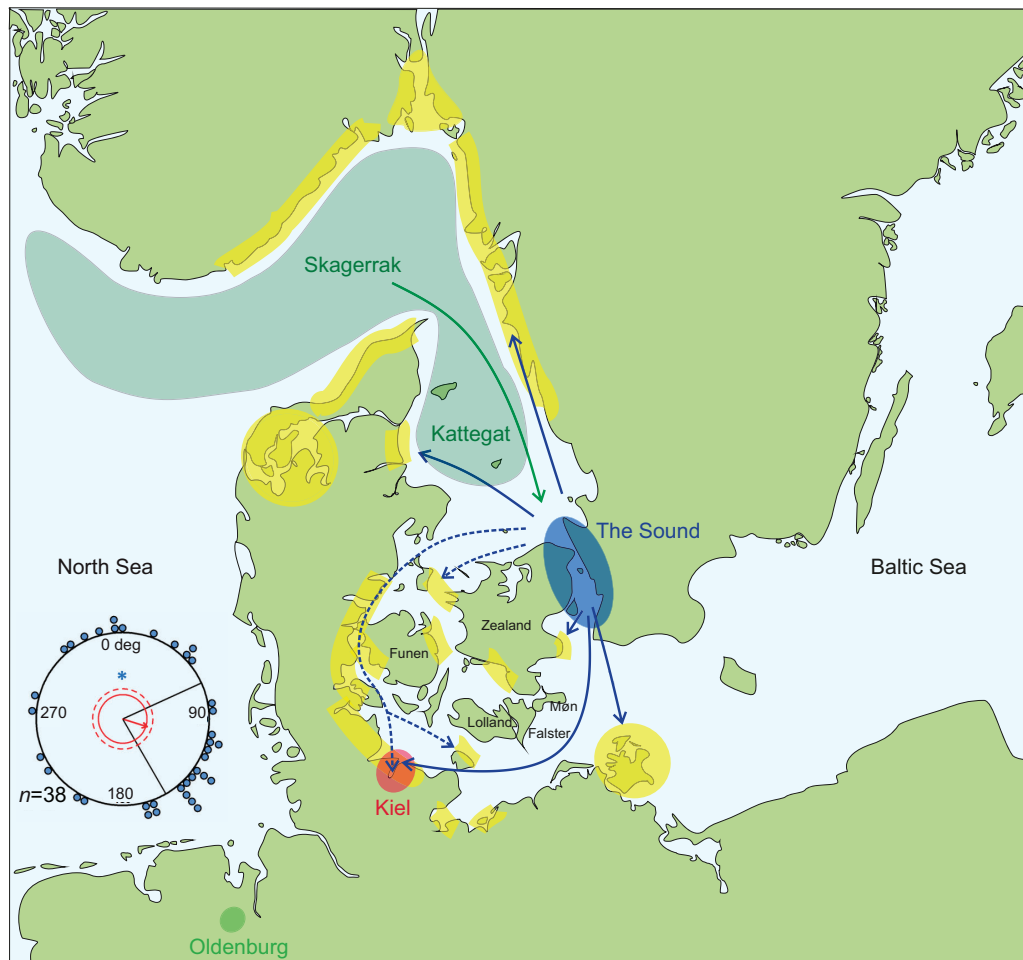 Skagerrak
Kattegat
The Sound
North Sea
Baltic Sea
Zealand
Funen
Møn
Lolland
Falster
0 deg
*
270
90
180
n=38
Kiel
Oldenburg